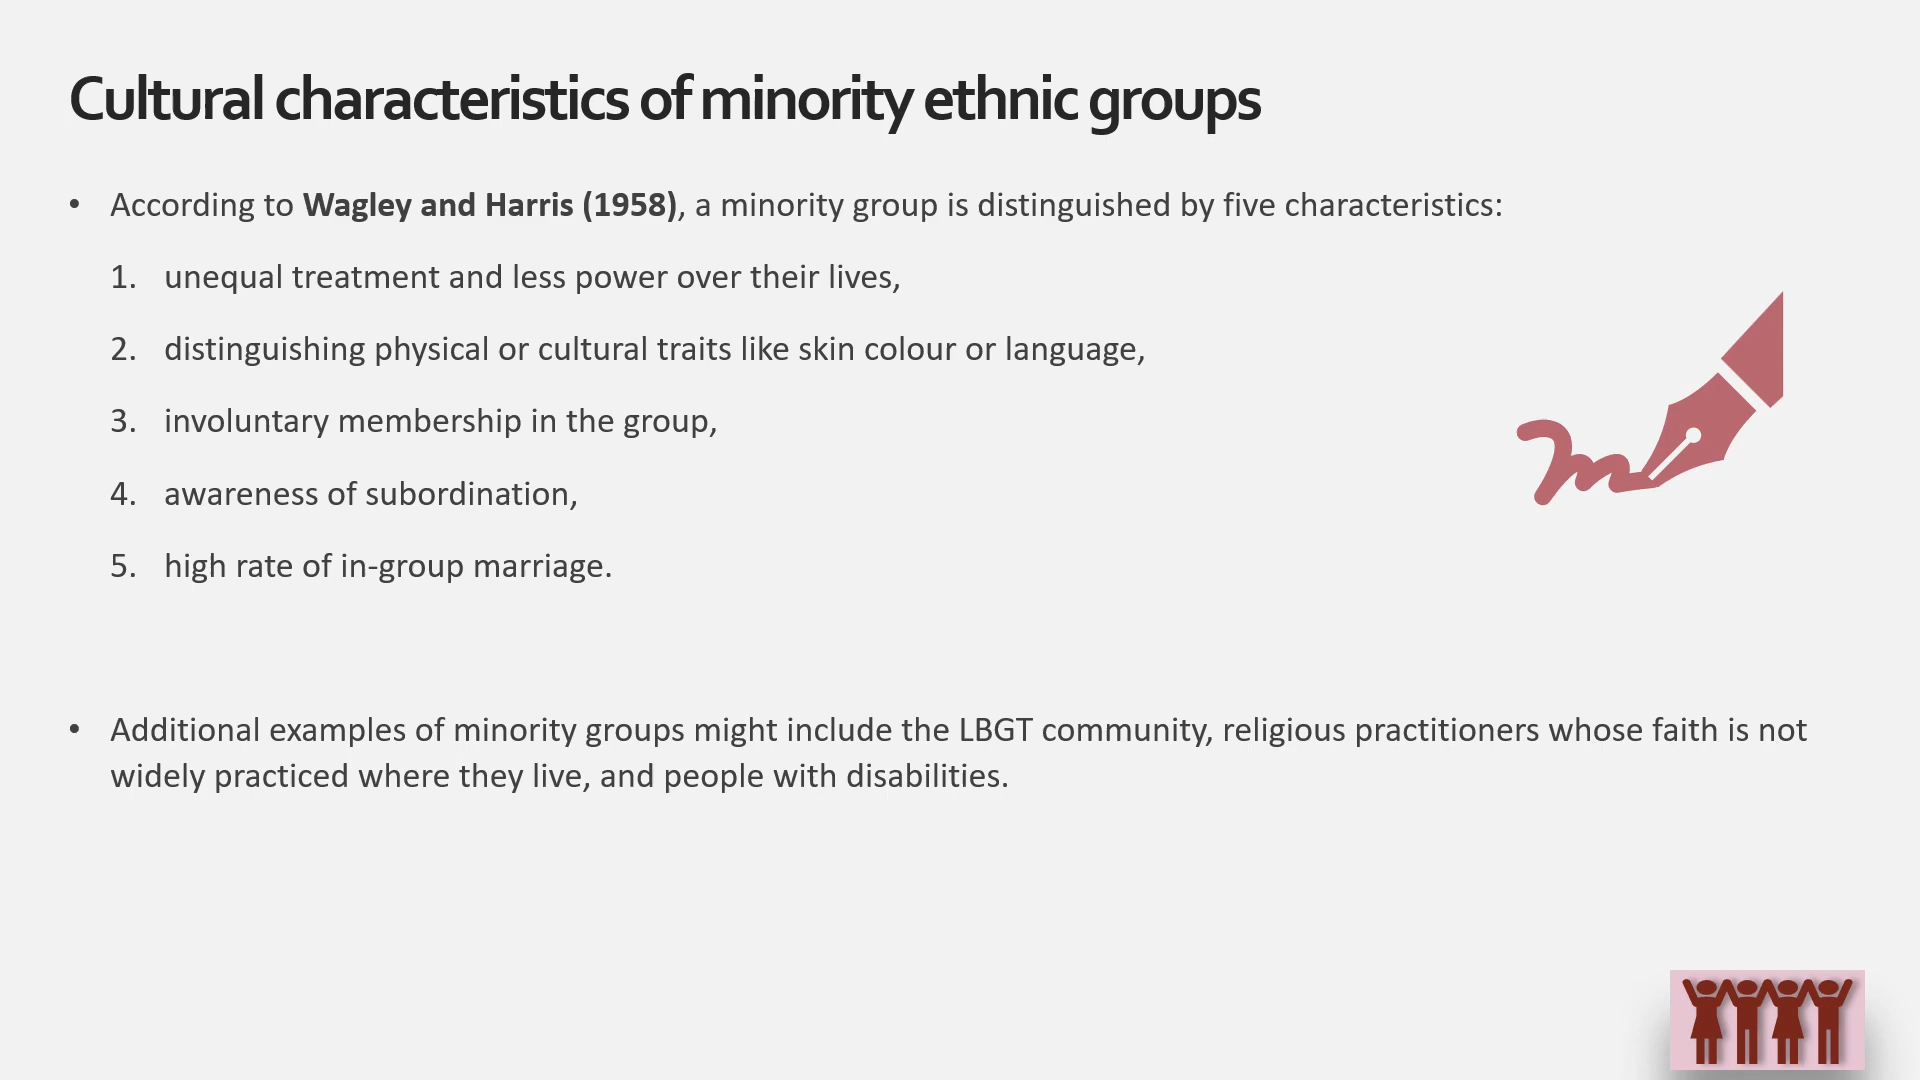 Cultural characteristics of minority ethnic groups
• According to Wagley and Harris (1958), a minority group is distinguished by five characteristics:
1. unequal treatment and less power over their lives,
2. distinguishing physical or cultural traits like skin colour or language,
3. involuntary membership in the group,
4. awareness of subordination,
5. high rate of in-group marriage.
• Additional examples of minority groups might include the LBGT community, religious practitioners whose faith is not
widely practiced where they live, and people with disabilities.